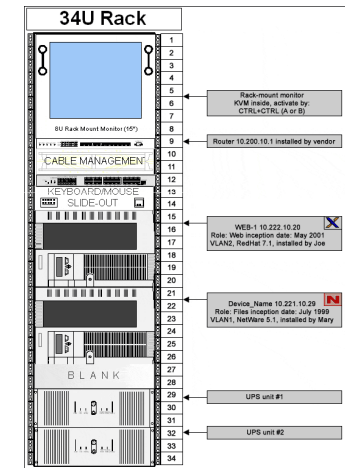 34U Rack
1
2
3
4
5
6
7
8
9
10
11
12
13
14
15
16
17
18
19
20
21
22
23
24
25
26
27
28
29
30
31
32
33
34
8U Rack Mount Monitor (15")
CABLE MANAGEMENT
KEYBOARD/MOUSE
SLIDE-OUT
BLANK
Rack-mount monitor
KVM inside, activate by:
CTRL+CTRL (A or B)
Router 10.200.10.1 installed by vendor
WEB-1 10.222.10.20
X
Role: Web inception date: May 2001
VLAN2, RedHat 7.1, installed by Joe
Device_Name 10.221.10.29
N
Role: Files inception date: July 1999
VLAN1, NetWare 5.1, installed by Mary
UPS unit #1
UPS unit #2